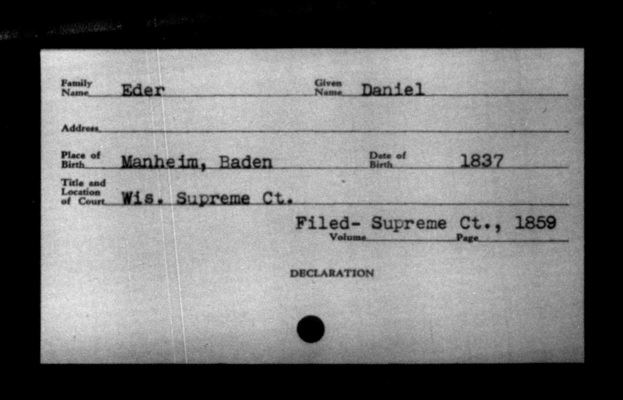 Family Name Eder Given Name Daniel
Address
Place of Birth Manheim, Baden Date of Birth 1837
Title and Location of Court Wis. Supreme Ct.
Filed- Supreme Ct., 1859
Volume Page
DECLARATION